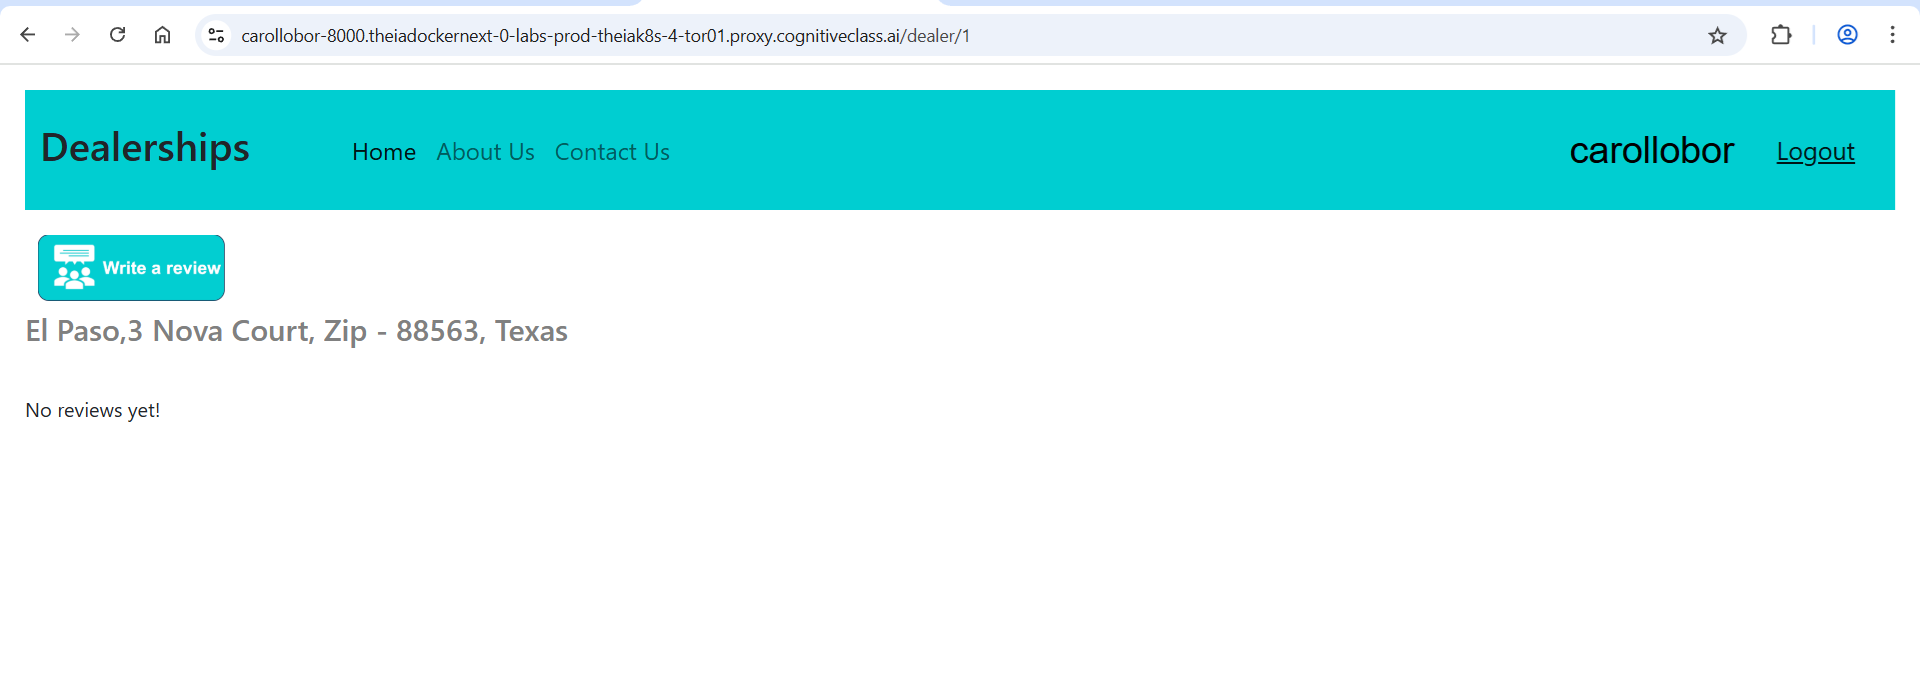 carollobor-8000.theiadockernext-0-labs-prod-theiak8s-4-tor01.proxy.cognitiveclass.ai/dealer/1
Dealerships Home About Us Contact Us carollobor Logout
Write a review
El Paso,3 Nova Court, Zip - 88563, Texas
No reviews yet!